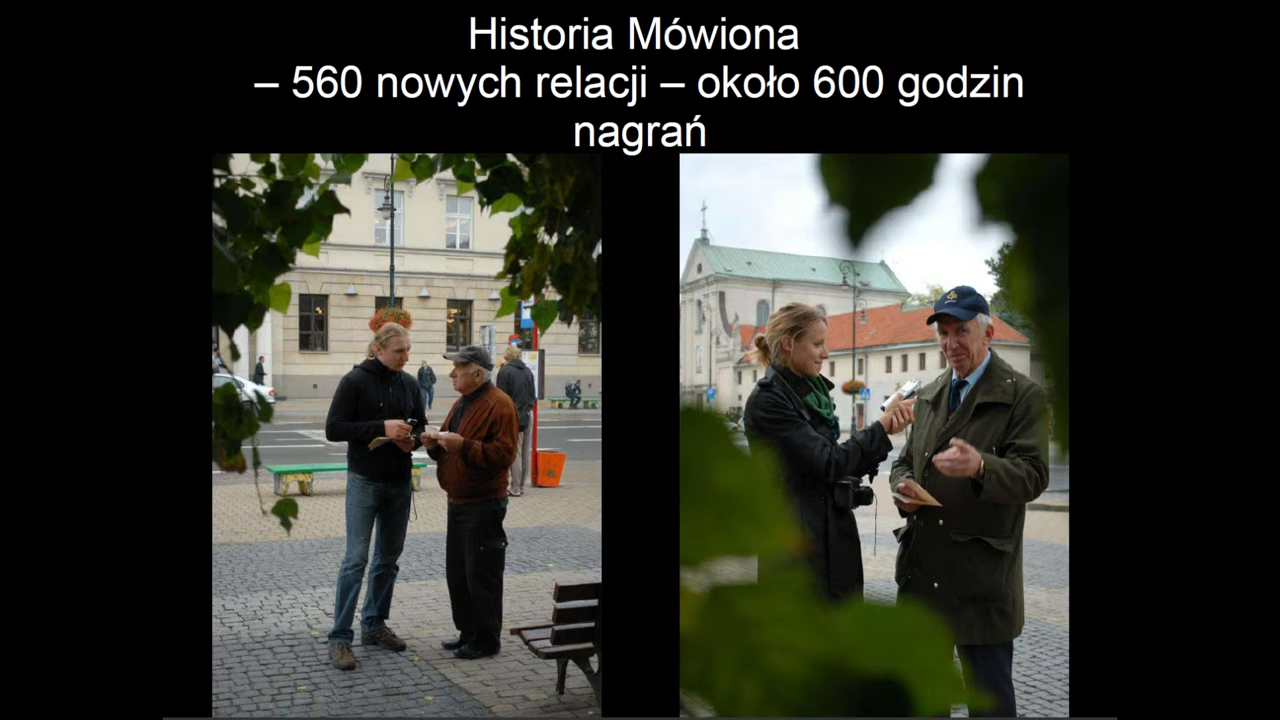 Historia Mówiona
– 560 nowych relacji – około 600 godzin
nagrań